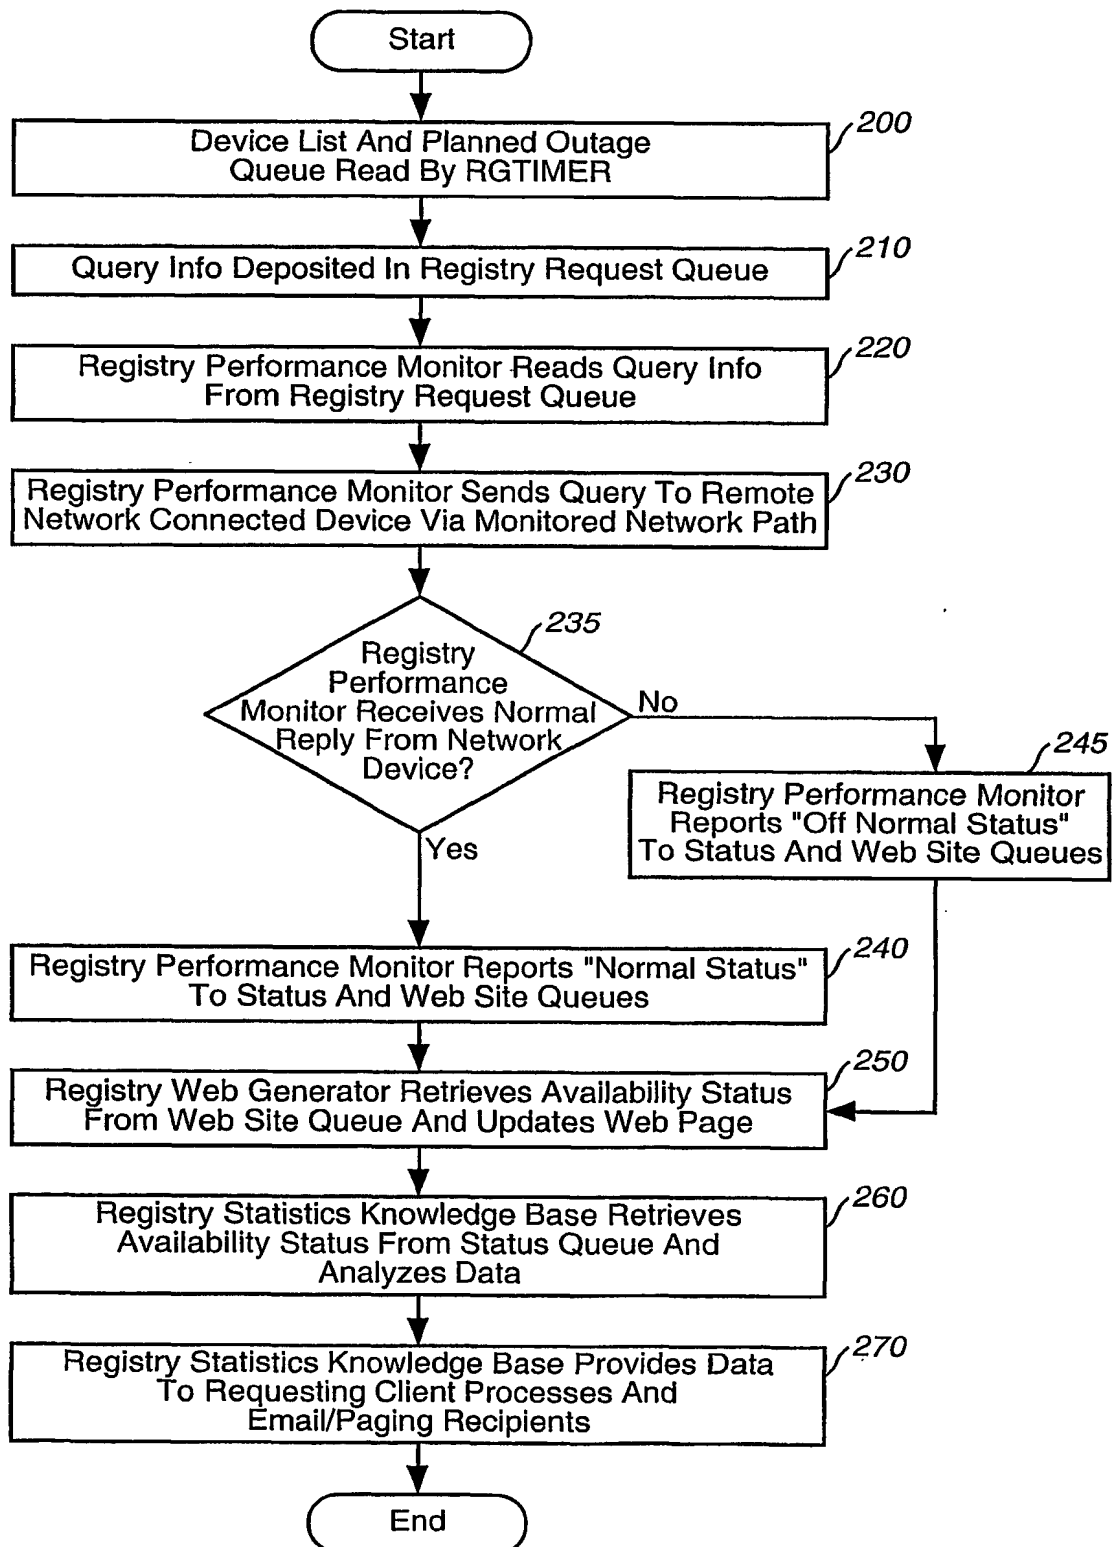 Start
200
Device List And Planned Outage
Queue Read By RGTIMER
210
Query Info Deposited In Registry Request Queue
220
Registry Performance Monitor Reads Query Info
From Registry Request Queue
230
Registry Performance Monitor Sends Query To Remote
Network Connected Device Via Monitored Network Path
235
Registry
Performance
Monitor Receives Normal
Reply From Network
Device?
No
245
Registry Performance Monitor
Reports "Off Normal Status"
To Status And Web Site Queues
Yes
240
Registry Performance Monitor Reports "Normal Status"
To Status And Web Site Queues
250
Registry Web Generator Retrieves Availability Status
From Web Site Queue And Updates Web Page
260
Registry Statistics Knowledge Base Retrieves
Availability Status From Status Queue And
Analyzes Data
270
Registry Statistics Knowledge Base Provides Data
To Requesting Client Processes And
Email/Paging Recipients
End